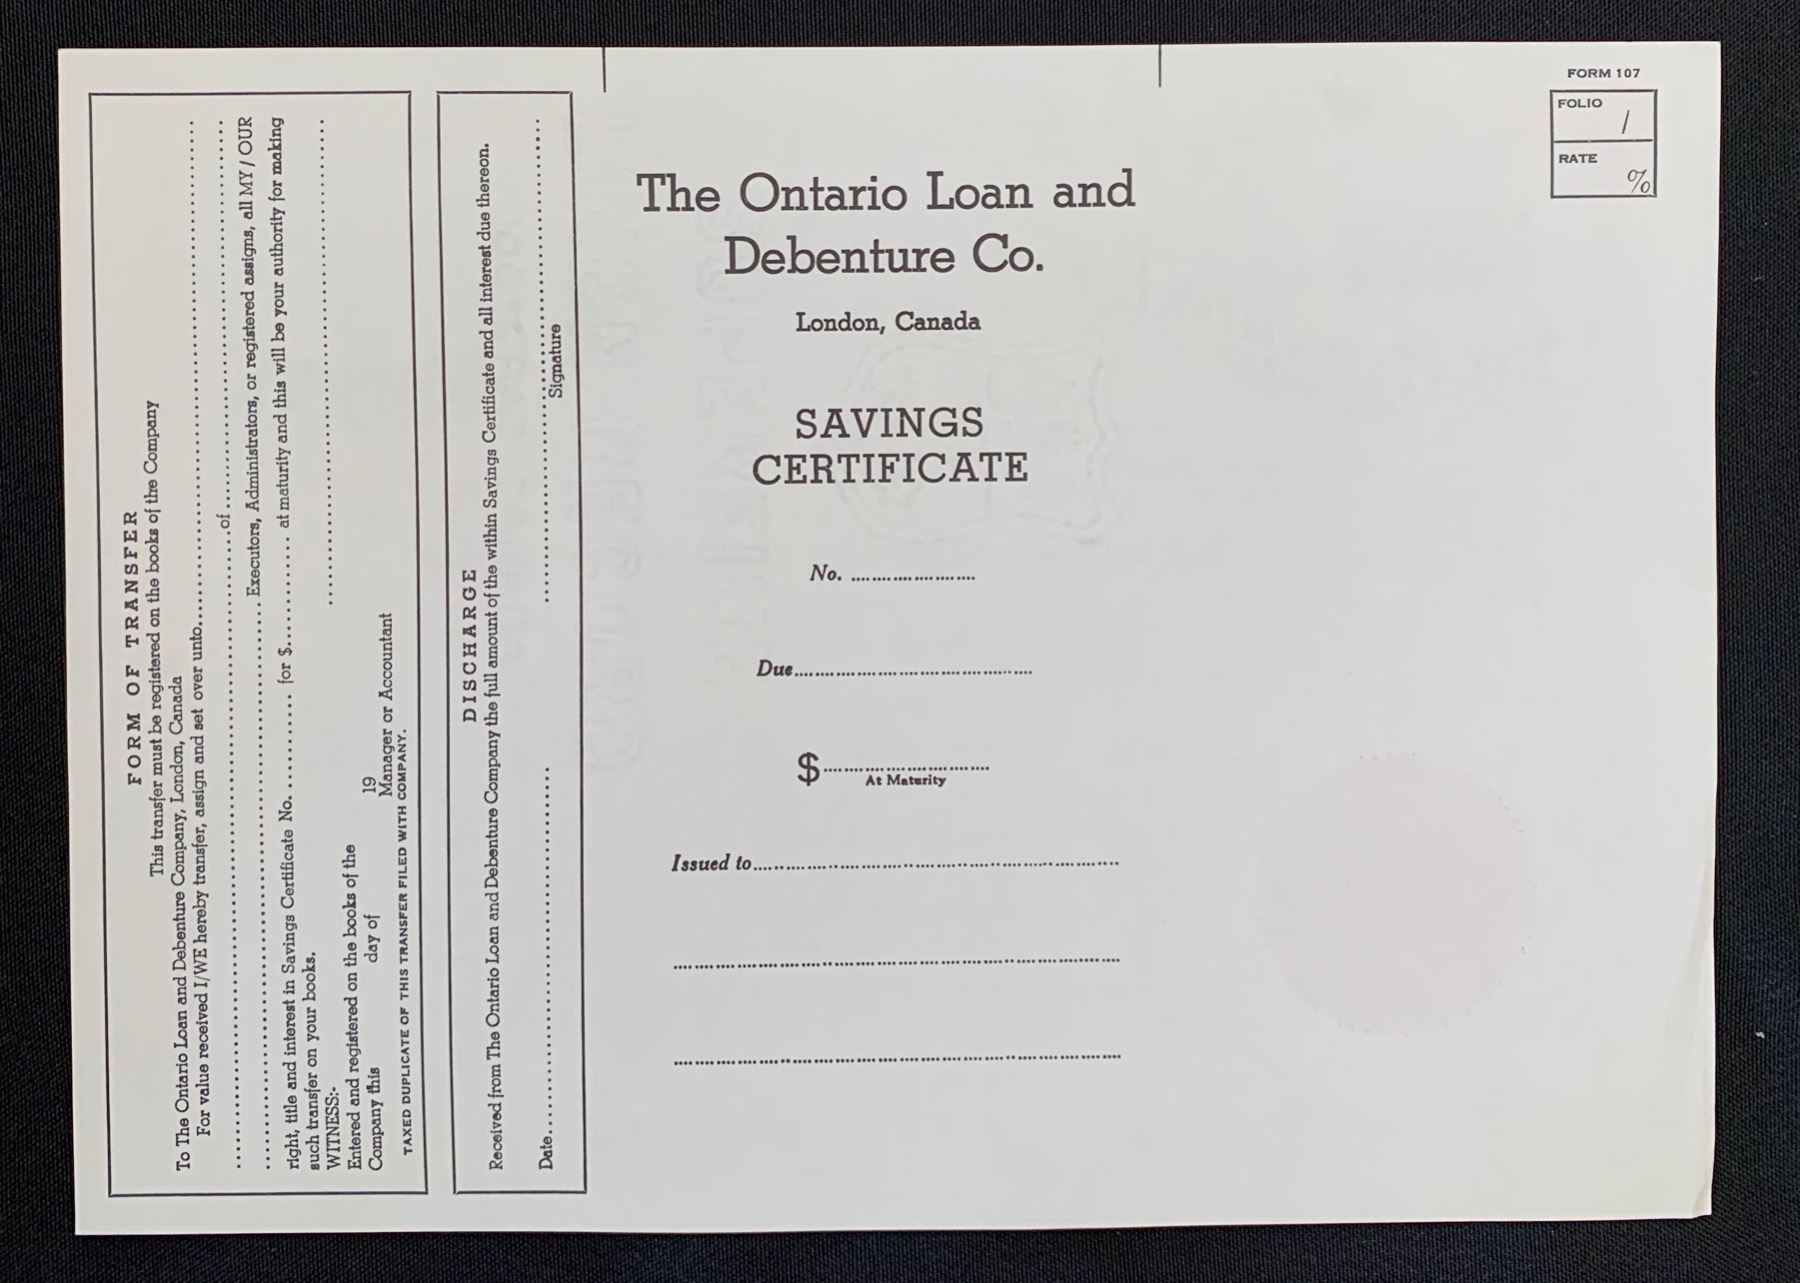 FORM OF TRANSFER
This transfer must be registered on the books of the Company
To The Ontario Loan and Debenture Company, London, Canada
For value received I/WE hereby transfer, assign and set over unto
of
Executors, Administrators, or registered assigns, all MY / OUR
right, title and interest in Savings Certificate No. for $ at maturity and this will be your authority for making
such transfer on your books.
WITNESS:-
Entered and registered on the books of the
Company this day of 19
Manager or Accountant
TAXED DUPLICATE OF THIS TRANSFER FILED WITH COMPANY.
DISCHARGE
Received from The Ontario Loan and Debenture Company the full amount of the within Savings Certificate and all interest due thereon.
Date
Signature
The Ontario Loan and
Debenture Co.
London, Canada
SAVINGS
CERTIFICATE
No.
Due
$
At Maturity
Issued to
FORM 107
FOLIO
/
RATE
%